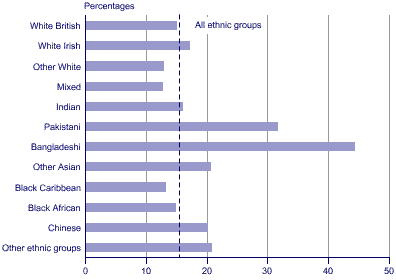 Percentages
White British
All ethnic groups
White Irish
Other White
Mixed
Indian
Pakistani
Bangladeshi
Other Asian
Black Caribbean
Black African
Chinese
Other ethnic groups
0 10 20 30 40 50